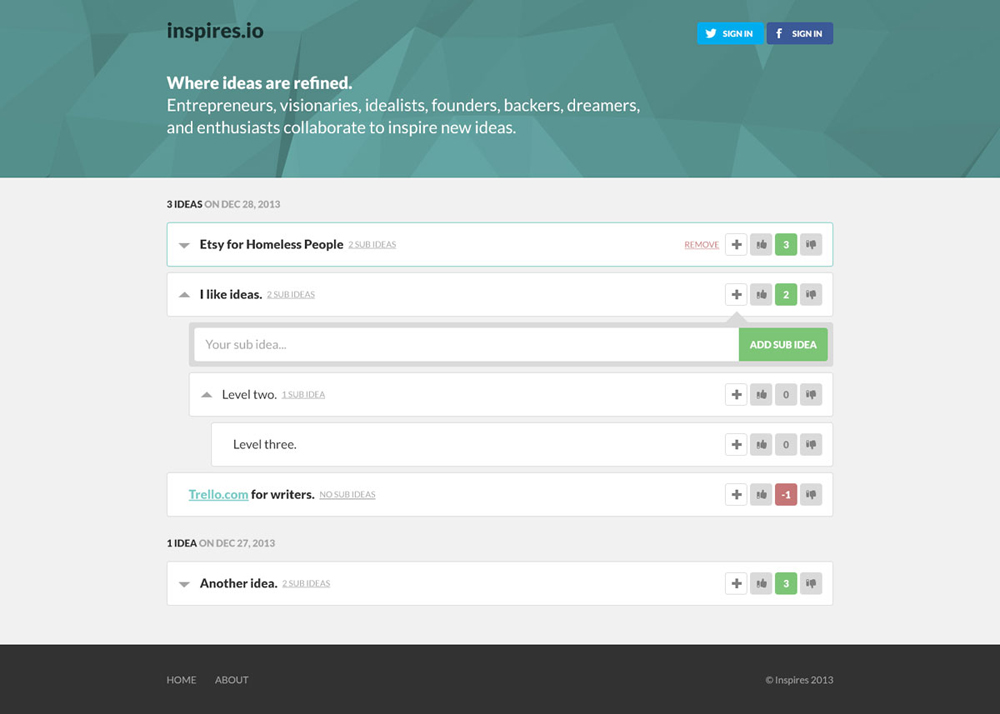 inspires.io
SIGN IN
SIGN IN
Where ideas are refined.
Entrepreneurs, visionaries, idealists, founders, backers, dreamers,
and enthusiasts collaborate to inspire new ideas.
3 IDEAS ON DEC 28, 2013
Etsy for Homeless People 2 SUB IDEAS REMOVE 3
I like ideas. 2 SUB IDEAS 2
Your sub idea... ADD SUB IDEA
Level two. 1 SUB IDEA 0
Level three. 0
Trello.com for writers. NO SUB IDEAS -1
1 IDEA ON DEC 27, 2013
Another idea. 2 SUB IDEAS 3
HOME ABOUT © Inspires 2013